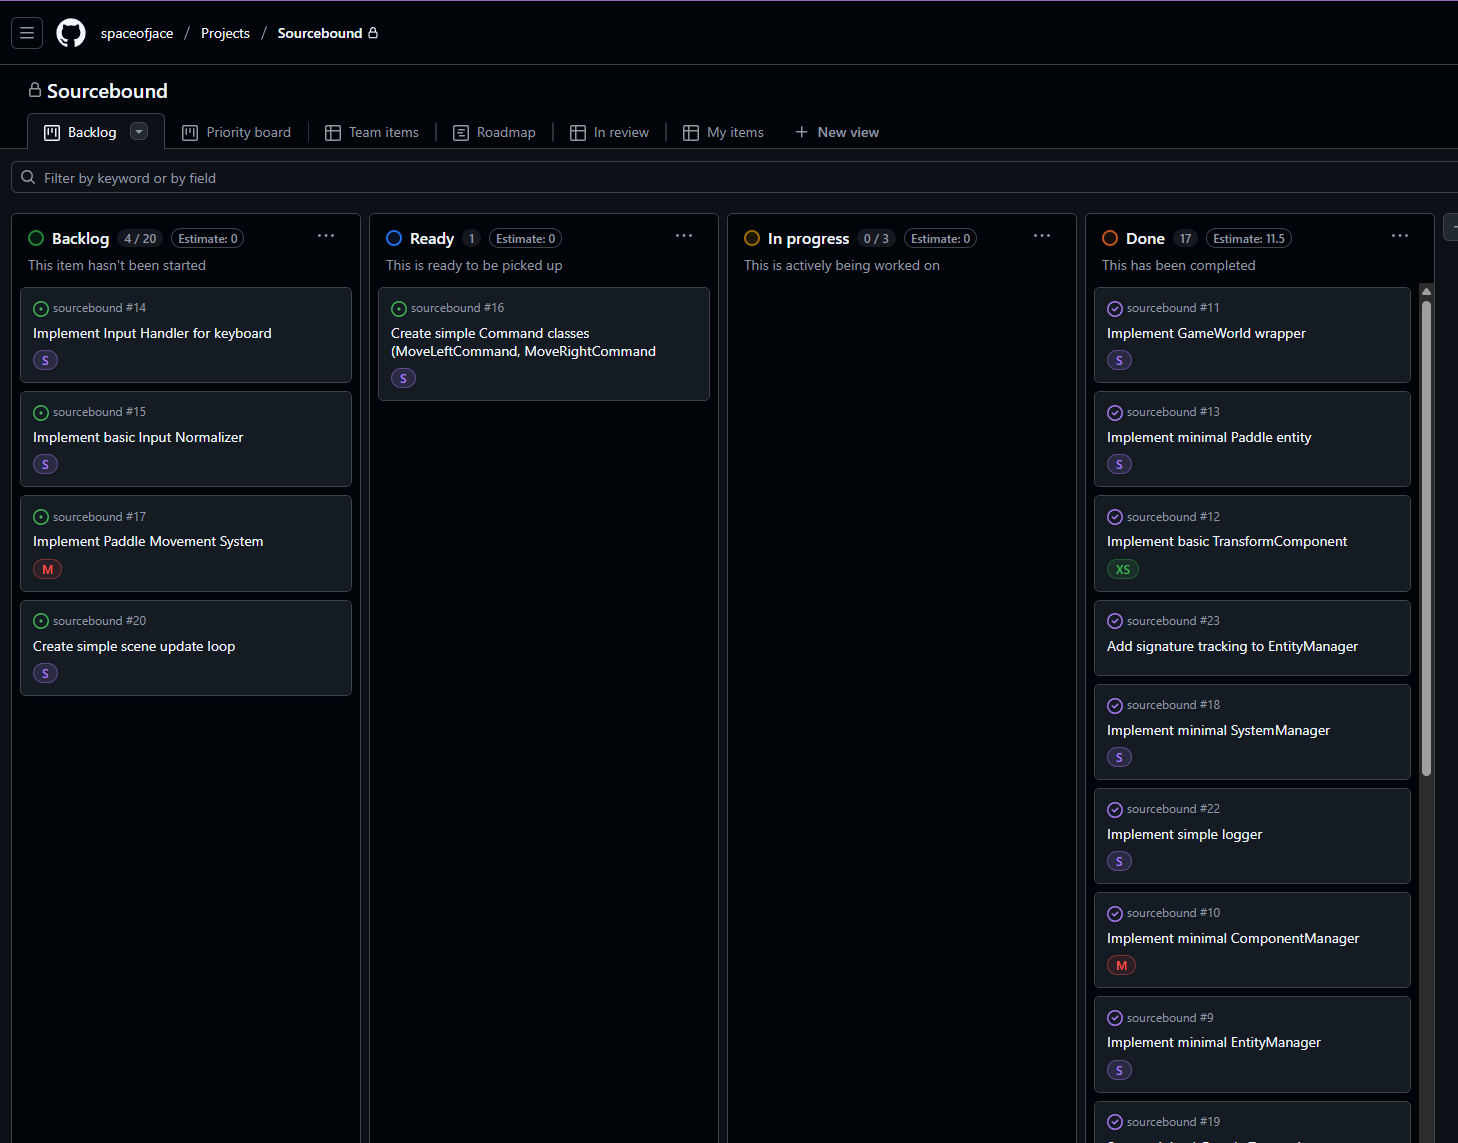 spaceofjace / Projects / Sourcebound
Sourcebound
Backlog Priority board Team items Roadmap In review My items + New view
Filter by keyword or by field
Backlog 4 / 20 Estimate: 0 ...
This item hasn't been started
sourcebound #14
Implement Input Handler for keyboard
S
sourcebound #15
Implement basic Input Normalizer
S
sourcebound #17
Implement Paddle Movement System
M
sourcebound #20
Create simple scene update loop
S
Ready 1 Estimate: 0 ...
This is ready to be picked up
sourcebound #16
Create simple Command classes
(MoveLeftCommand, MoveRightCommand
S
In progress 0 / 3 Estimate: 0 ...
This is actively being worked on
Done 17 Estimate: 11.5 ...
This has been completed
sourcebound #11
Implement GameWorld wrapper
S
sourcebound #13
Implement minimal Paddle entity
S
sourcebound #12
Implement basic TransformComponent
XS
sourcebound #23
Add signature tracking to EntityManager
sourcebound #18
Implement minimal SystemManager
S
sourcebound #22
Implement simple logger
S
sourcebound #10
Implement minimal ComponentManager
M
sourcebound #9
Implement minimal EntityManager
S
sourcebound #19